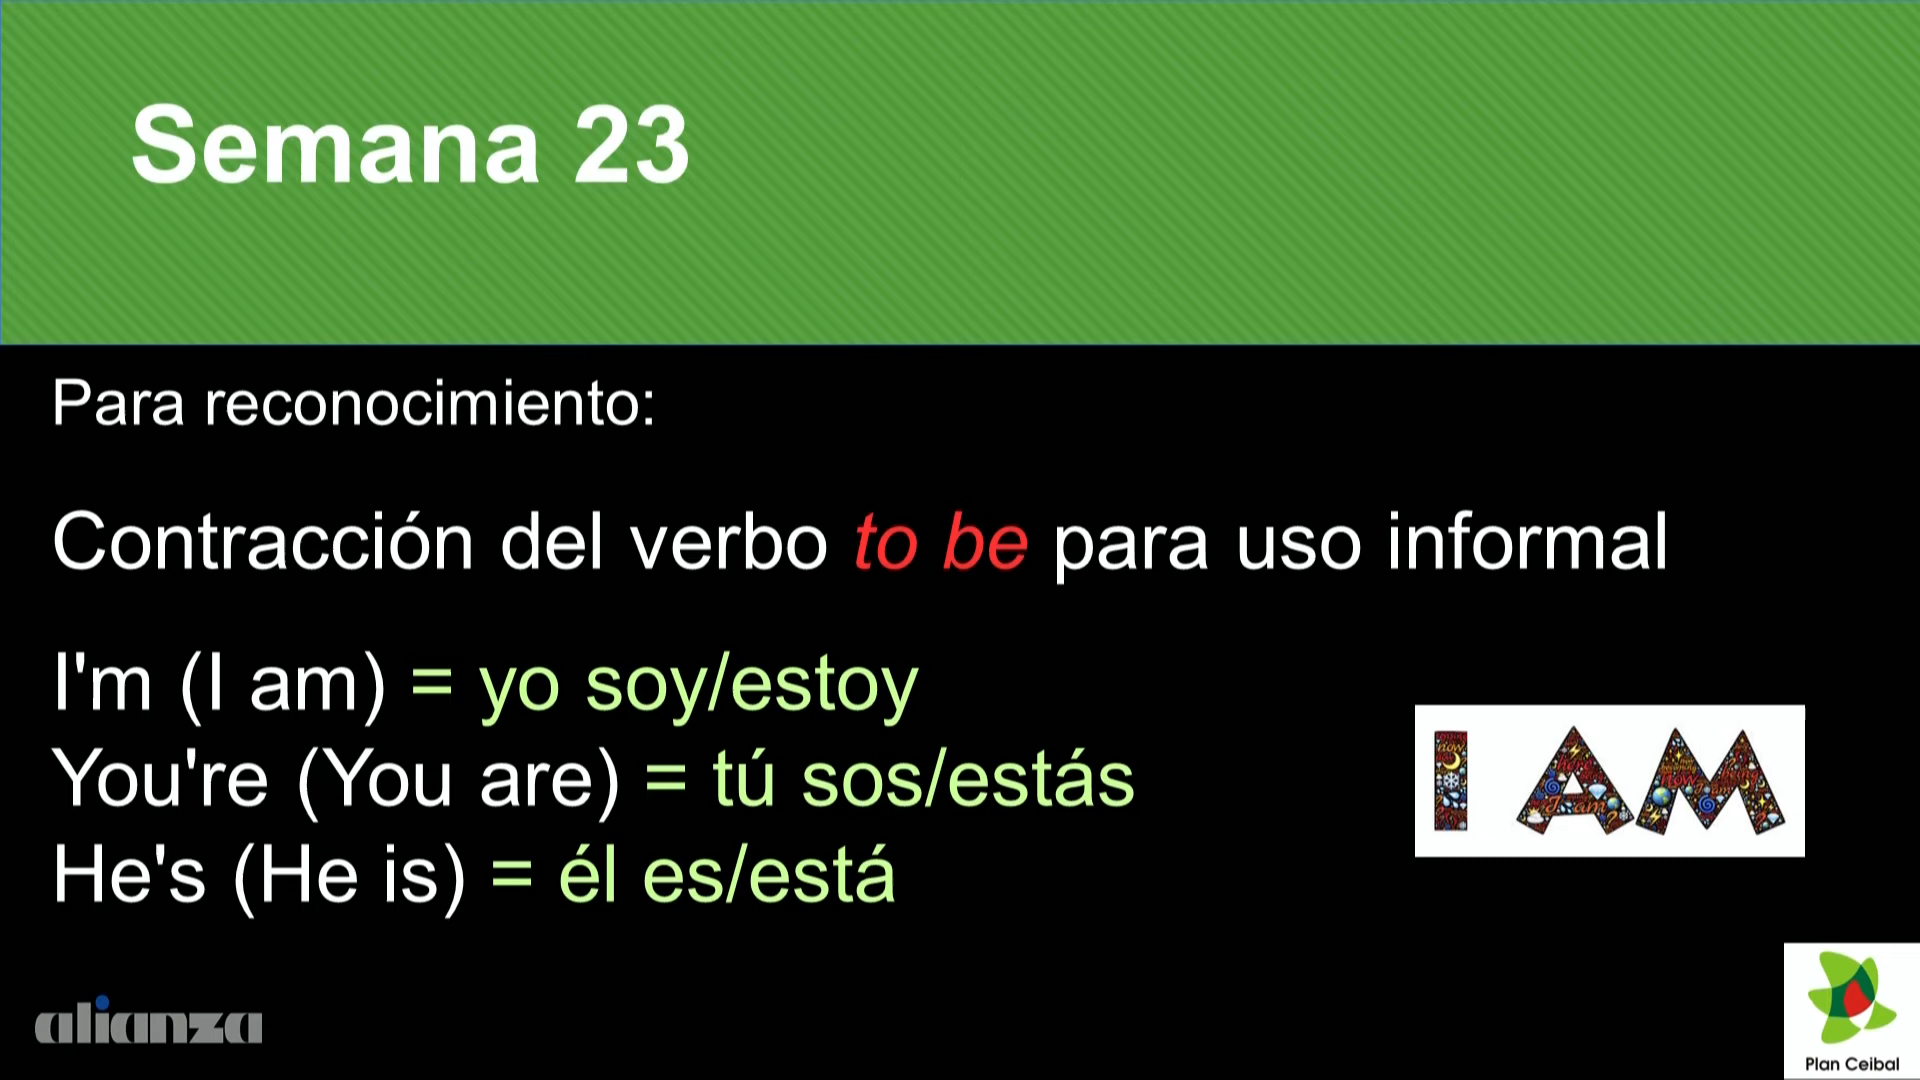 Semana 23
Para reconocimiento:
Contracción del verbo to be para uso informal
I'm (I am) = yo soy/estoy
You're (You are) = tú sos/estás
He's (He is) = él es/está
I AM
alianza
Plan Ceibal